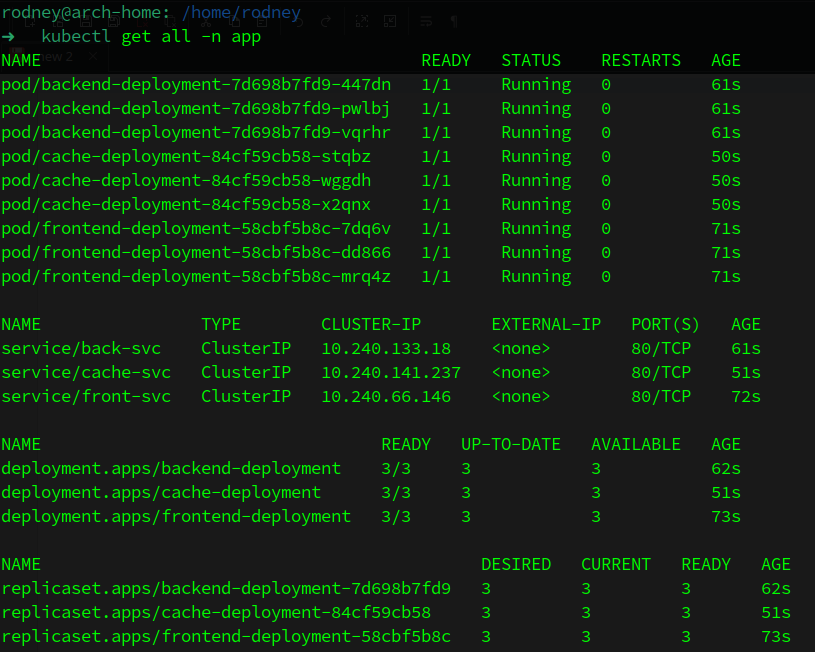 rodney@arch-home: /home/rodney
➜ kubectl get all -n app
NAME READY STATUS RESTARTS AGE
pod/backend-deployment-7d698b7fd9-447dn 1/1 Running 0 61s
pod/backend-deployment-7d698b7fd9-pwlbj 1/1 Running 0 61s
pod/backend-deployment-7d698b7fd9-vqrhr 1/1 Running 0 61s
pod/cache-deployment-84cf59cb58-stqbz 1/1 Running 0 50s
pod/cache-deployment-84cf59cb58-wggdh 1/1 Running 0 50s
pod/cache-deployment-84cf59cb58-x2qnx 1/1 Running 0 50s
pod/frontend-deployment-58cbf5b8c-7dq6v 1/1 Running 0 71s
pod/frontend-deployment-58cbf5b8c-dd866 1/1 Running 0 71s
pod/frontend-deployment-58cbf5b8c-mrq4z 1/1 Running 0 71s
NAME TYPE CLUSTER-IP EXTERNAL-IP PORT(S) AGE
service/back-svc ClusterIP 10.240.133.18 <none> 80/TCP 61s
service/cache-svc ClusterIP 10.240.141.237 <none> 80/TCP 51s
service/front-svc ClusterIP 10.240.66.146 <none> 80/TCP 72s
NAME READY UP-TO-DATE AVAILABLE AGE
deployment.apps/backend-deployment 3/3 3 3 62s
deployment.apps/cache-deployment 3/3 3 3 51s
deployment.apps/frontend-deployment 3/3 3 3 73s
NAME DESIRED CURRENT READY AGE
replicaset.apps/backend-deployment-7d698b7fd9 3 3 3 62s
replicaset.apps/cache-deployment-84cf59cb58 3 3 3 51s
replicaset.apps/frontend-deployment-58cbf5b8c 3 3 3 73s